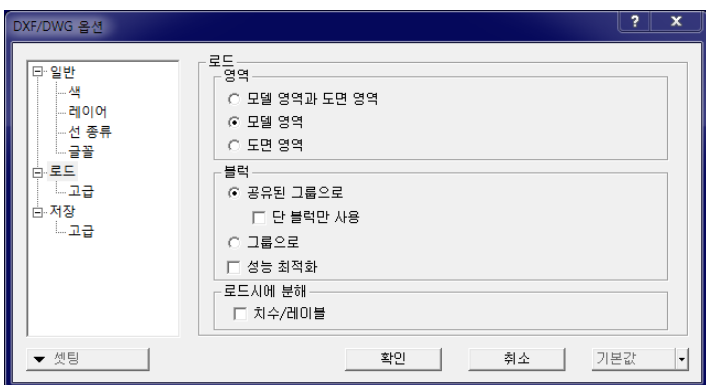 DXF/DWG 옵션
? x
일반
색
레이어
선 종류
글꼴
로드
고급
저장
고급
로드
영역
모델 영역과 도면 영역
모델 영역
도면 영역
블럭
공유된 그룹으로
단 블럭만 사용
그룹으로
성능 최적화
로드시에 분해
치수/레이블
셋팅
확인
취소
기본값